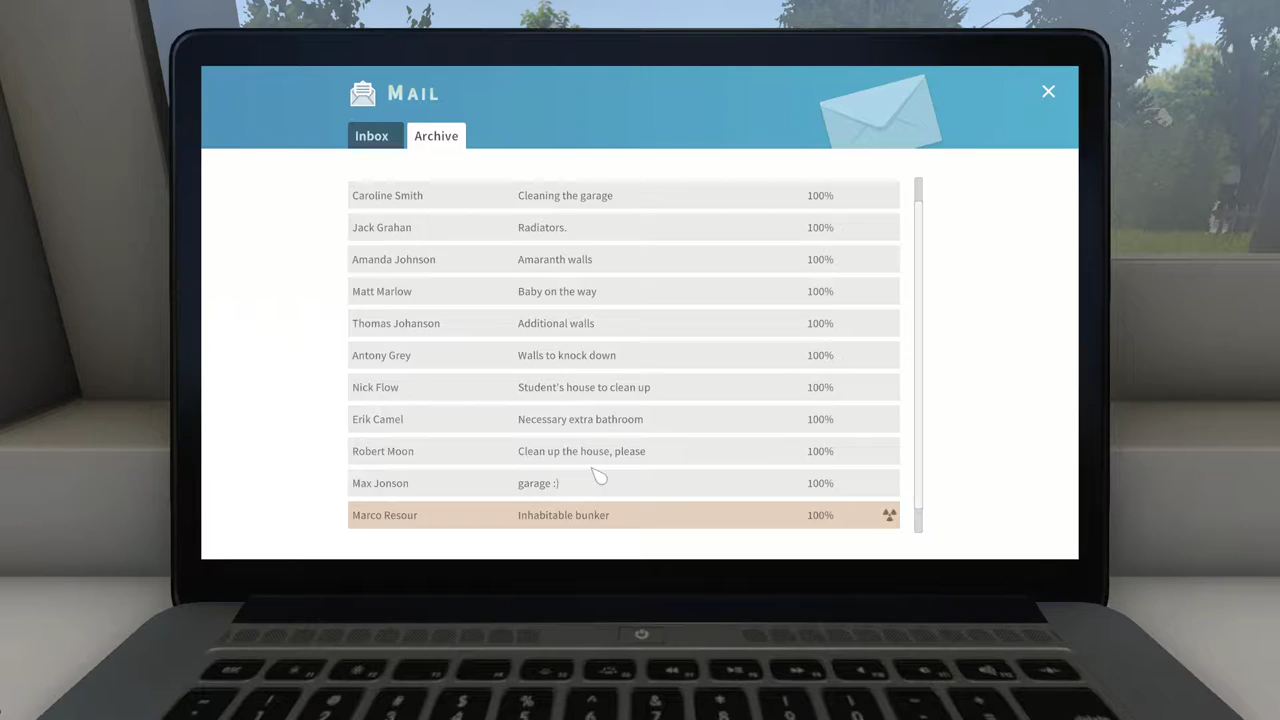 MAIL
Inbox Archive
Caroline Smith Cleaning the garage 100%
Jack Grahan Radiators. 100%
Amanda Johnson Amaranth walls 100%
Matt Marlow Baby on the way 100%
Thomas Johanson Additional walls 100%
Antony Grey Walls to knock down 100%
Nick Flow Student's house to clean up 100%
Erik Camel Necessary extra bathroom 100%
Robert Moon Clean up the house, please 100%
Max Jonson garage :) 100%
Marco Resour Inhabitable bunker 100%
esc